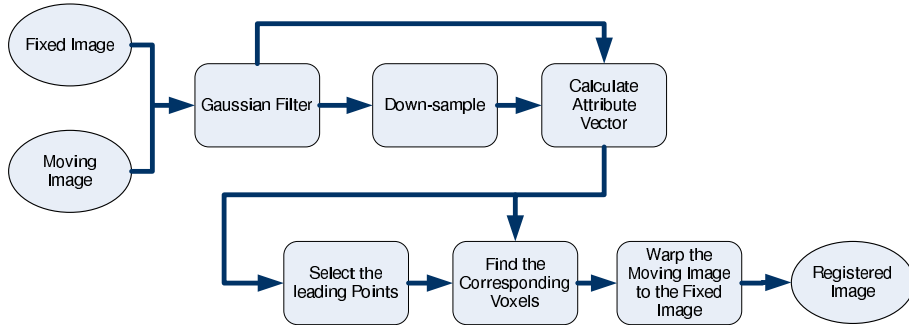 Fixed Image
Moving
Image
Gaussian Filter
Down-sample
Calculate
Attribute
Vector
Select the
leading Points
Find the
Corresponding
Voxels
Warp the
Moving Image
to the Fixed
Image
Registered
Image